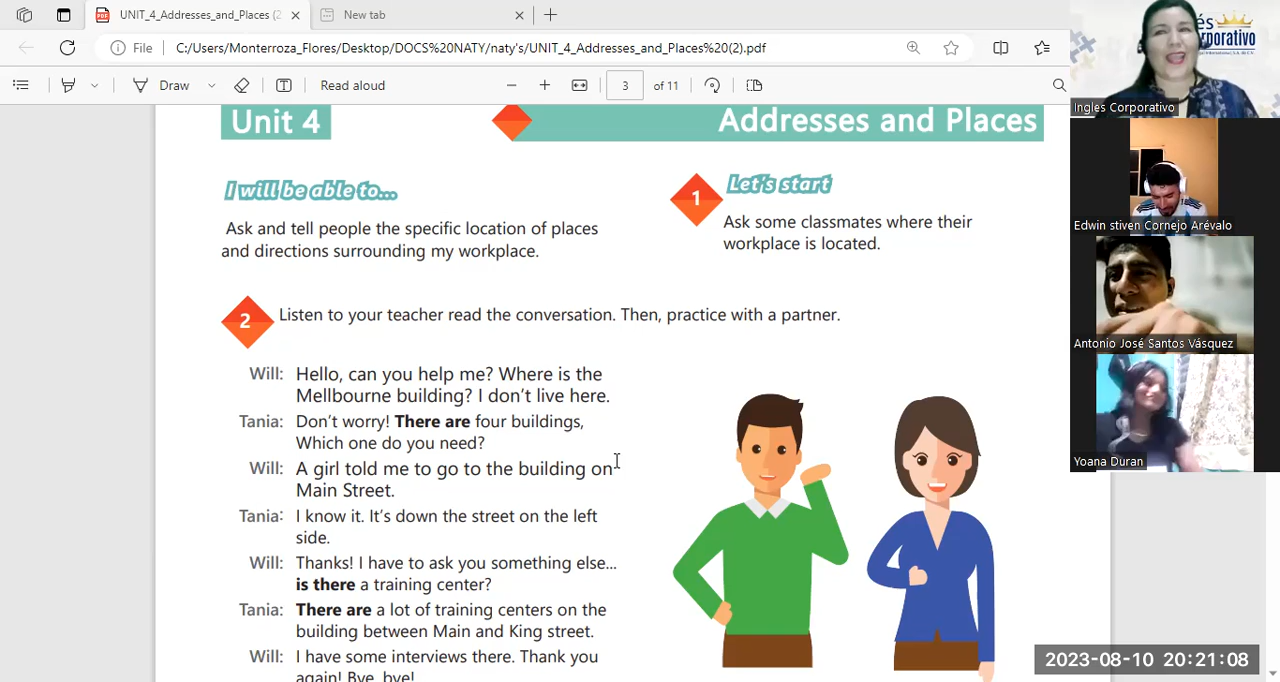 UNIT_4_Addresses_and_Places (2
New tab
File
C:/Users/Monterroza_Flores/Desktop/DOCS%20NATY/naty's/UNIT_4_Addresses_and_Places%20(2).pdf
Draw
Read aloud
3
of 11
Unit 4
Addresses and Places
I will be able to...
Ask and tell people the specific location of places
and directions surrounding my workplace.
1
Let's start
Ask some classmates where their
workplace is located.
2
Listen to your teacher read the conversation. Then, practice with a partner.
Will: Hello, can you help me? Where is the
Mellbourne building? I don't live here.
Tania: Don't worry! There are four buildings,
Which one do you need?
Will: A girl told me to go to the building on
Main Street.
Tania: I know it. It's down the street on the left
side.
Will: Thanks! I have to ask you something else...
is there a training center?
Tania: There are a lot of training centers on the
building between Main and King street.
Will: I have some interviews there. Thank you
again! Bye, bye!
Ingles Corporativo
Edwin stiven Cornejo Arévalo
Antonio José Santos Vásquez
Yoana Duran
2023-08-10 20:21:08